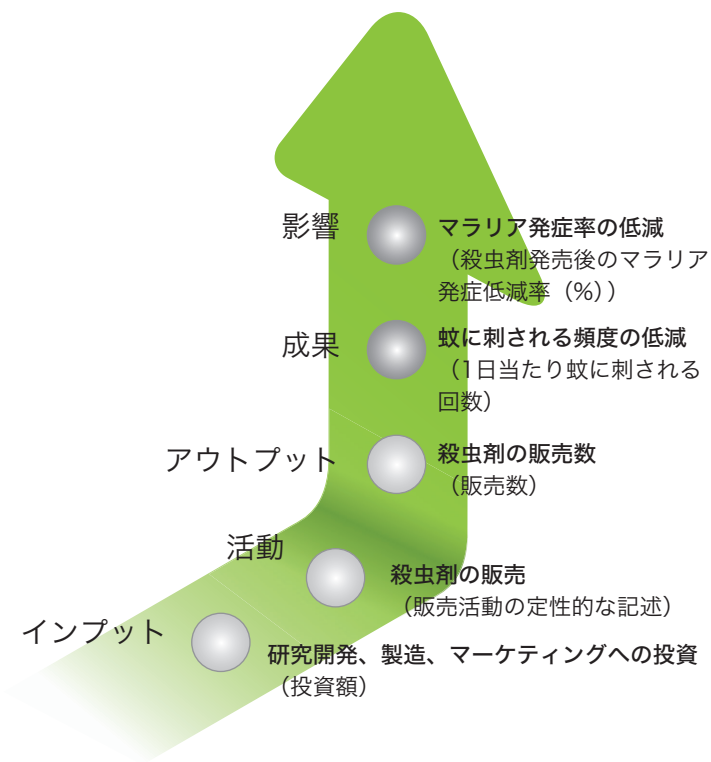 影響
マラリア発症率の低減
（殺虫剤発売後のマラリア
発症低減率（%））
成果
蚊に刺される頻度の低減
（1日当たり蚊に刺される
回数）
アウトプット
殺虫剤の販売数
（販売数）
活動
殺虫剤の販売
（販売活動の定性的な記述）
インプット
研究開発、製造、マーケティングへの投資
（投資額）